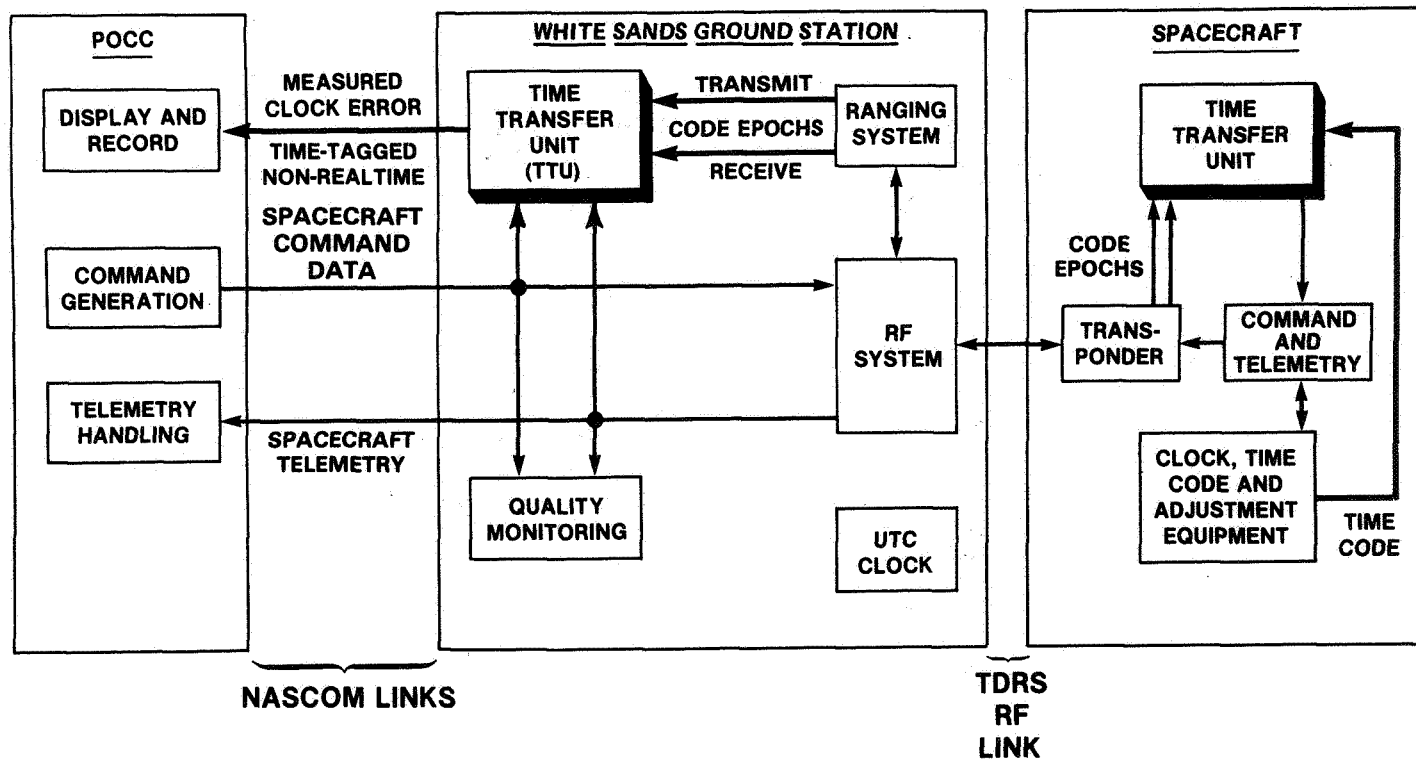 POCC
DISPLAY AND
RECORD
COMMAND
GENERATION
TELEMETRY
HANDLING
MEASURED
CLOCK ERROR
TIME-TAGGED
NON-REALTIME
SPACECRAFT
COMMAND
DATA
SPACECRAFT
TELEMETRY
NASCOM LINKS
WHITE SANDS GROUND STATION
TIME
TRANSFER
UNIT
(TTU)
TRANSMIT
CODE EPOCHS
RECEIVE
RANGING
SYSTEM
RF
SYSTEM
QUALITY
MONITORING
UTC
CLOCK
TDRS
RF
LINK
SPACECRAFT
TIME
TRANSFER
UNIT
CODE
EPOCHS
TRANS-
PONDER
COMMAND
AND
TELEMETRY
CLOCK, TIME
CODE AND
ADJUSTMENT
EQUIPMENT
TIME
CODE